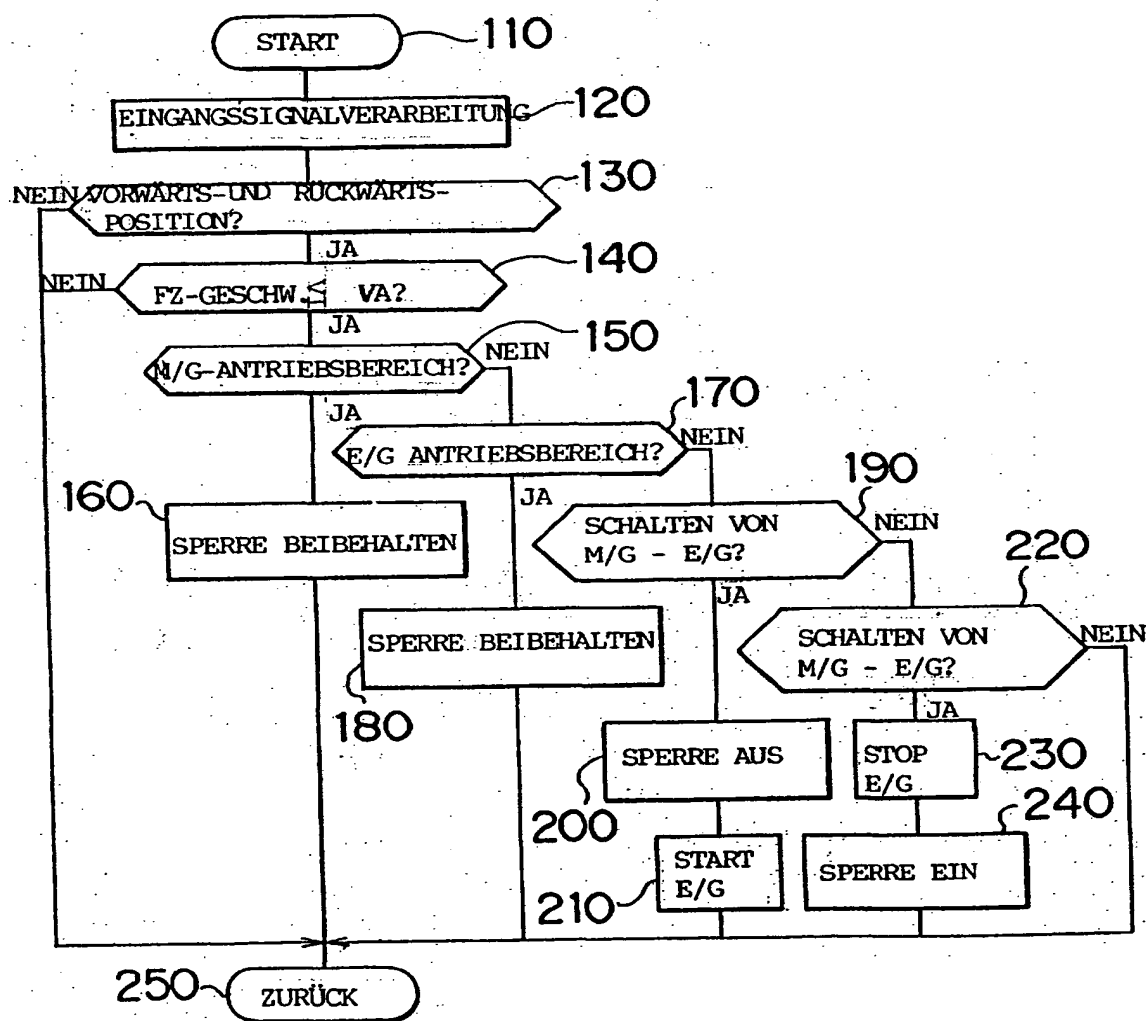 START
110
EINGANGSSIGNALVERARBEITUNG
120
NEIN
VORWÄRTS-UND RÜCKWÄRTS-
POSITION?
130
JA
NEIN
FZ-GESCHW. ≤ VA?
140
JA
M/G-ANTRIEBSBEREICH?
150
NEIN
JA
E/G ANTRIEBSBEREICH?
170
NEIN
JA
160
SPERRE BEIBEHALTEN
SCHALTEN VON
M/G - E/G?
190
NEIN
JA
SPERRE BEIBEHALTEN
180
SCHALTEN VON
M/G - E/G?
220
NEIN
JA
SPERRE AUS
200
STOP
E/G
230
START
E/G
210
SPERRE EIN
240
250
ZURÜCK